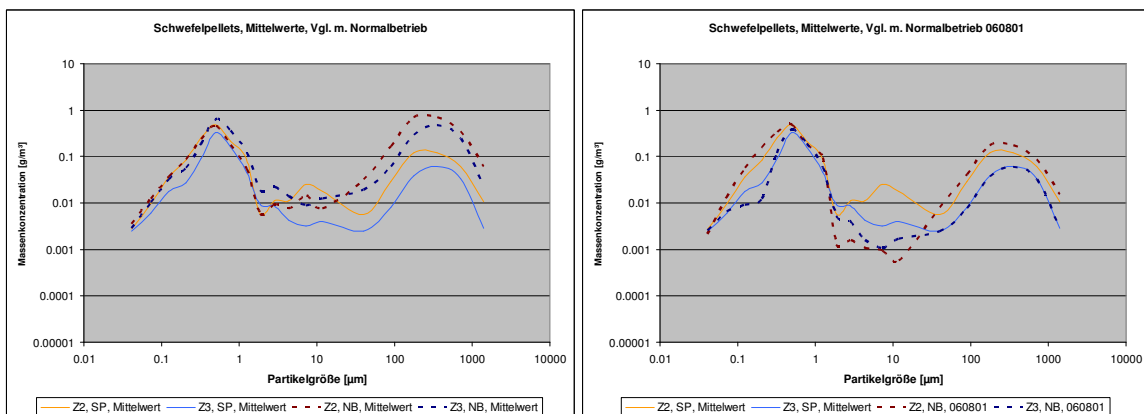 Schwefelpellets, Mittelwerte, Vgl. m. Normalbetrieb
10
1
0.1
0.01
0.001
0.0001
0.00001
Massenkonzentration [g/m³]
0.01 0.1 1 10 100 1000 10000
Partikelgröße [µm]
Z2, SP, Mittelwert Z3, SP, Mittelwert Z2, NB, Mittelwert Z3, NB, Mittelwert
Schwefelpellets, Mittelwerte, Vgl. m. Normalbetrieb 060801
10
1
0.1
0.01
0.001
0.0001
0.00001
Massenkonzentration [g/m³]
0.01 0.1 1 10 100 1000 10000
Partikelgröße [µm]
Z2, SP, Mittelwert Z3, SP, Mittelwert Z2, NB, 060801 Z3, NB, 060801